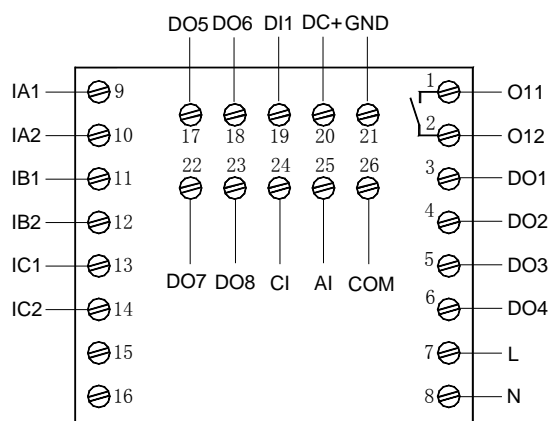 DO5 DO6 DI1 DC+ GND
IA1 9 1 O11
17 18 19 20 21
IA2 10 2 O12
22 23 24 25 26
IB1 11 3 DO1
IB2 12 4 DO2
DO7 DO8 CI AI COM
IC1 13 5 DO3
IC2 14 6 DO4
15 7 L
16 8 N